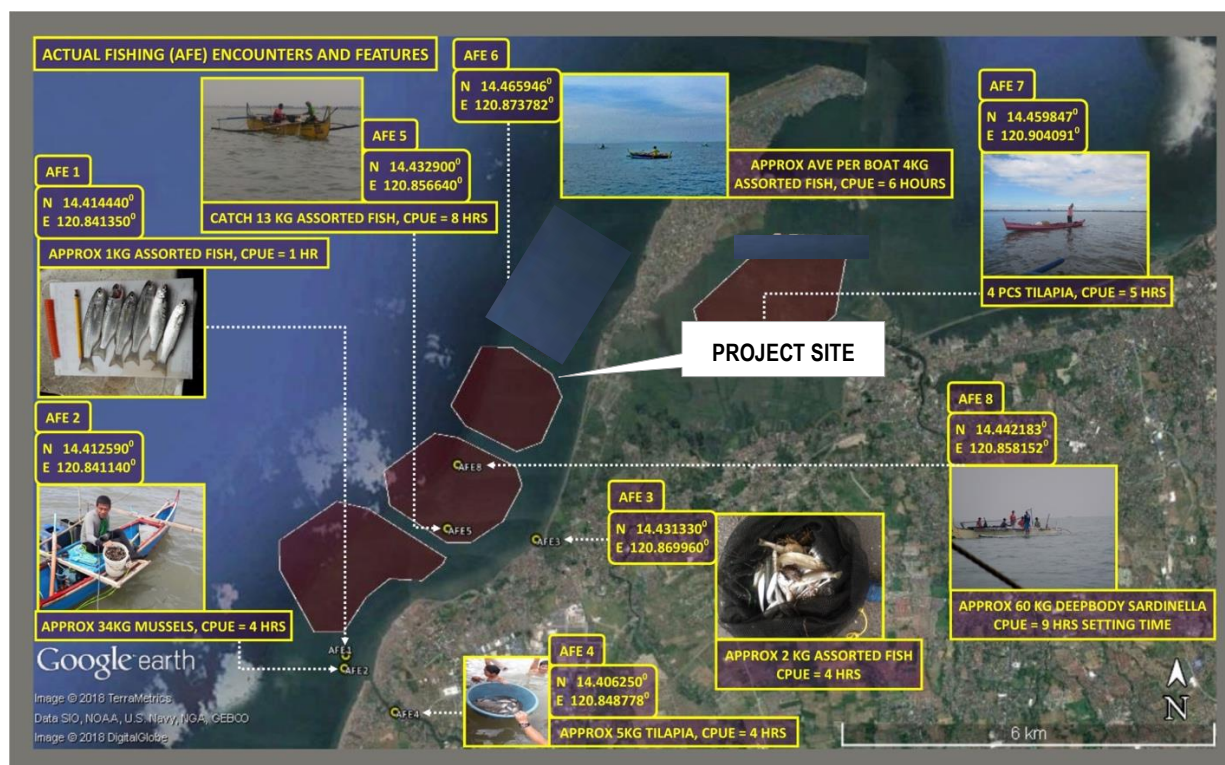 ACTUAL FISHING (AFE) ENCOUNTERS AND FEATURES
AFE 6
N 14.465946⁰
E 120.873782⁰
APPROX AVE PER BOAT 4KG
ASSORTED FISH, CPUE = 6 HOURS
AFE 7
N 14.459847⁰
E 120.904091⁰
4 PCS TILAPIA, CPUE = 5 HRS
AFE 5
N 14.432900⁰
E 120.856640⁰
CATCH 13 KG ASSORTED FISH, CPUE = 8 HRS
AFE 1
N 14.414440⁰
E 120.841350⁰
APPROX 1KG ASSORTED FISH, CPUE = 1 HR
PROJECT SITE
AFE 2
N 14.412590⁰
E 120.841140⁰
APPROX 34KG MUSSELS, CPUE = 4 HRS
AFE 8
N 14.442183⁰
E 120.858152⁰
APPROX 60 KG DEEPBODY SARDINELLA
CPUE = 9 HRS SETTING TIME
AFE 3
N 14.431330⁰
E 120.869960⁰
APPROX 2 KG ASSORTED FISH
CPUE = 4 HRS
AFE 4
N 14.406250⁰
E 120.848778⁰
APPROX 5KG TILAPIA, CPUE = 4 HRS
AFE8
AFE5
AFE3
AFE1
AFE2
AFE4
Google earth
Image © 2018 TerraMetrics
Data SIO, NOAA, U.S. Navy, NGA, GEBCO
Image © 2018 DigitalGlobe
N
6 km